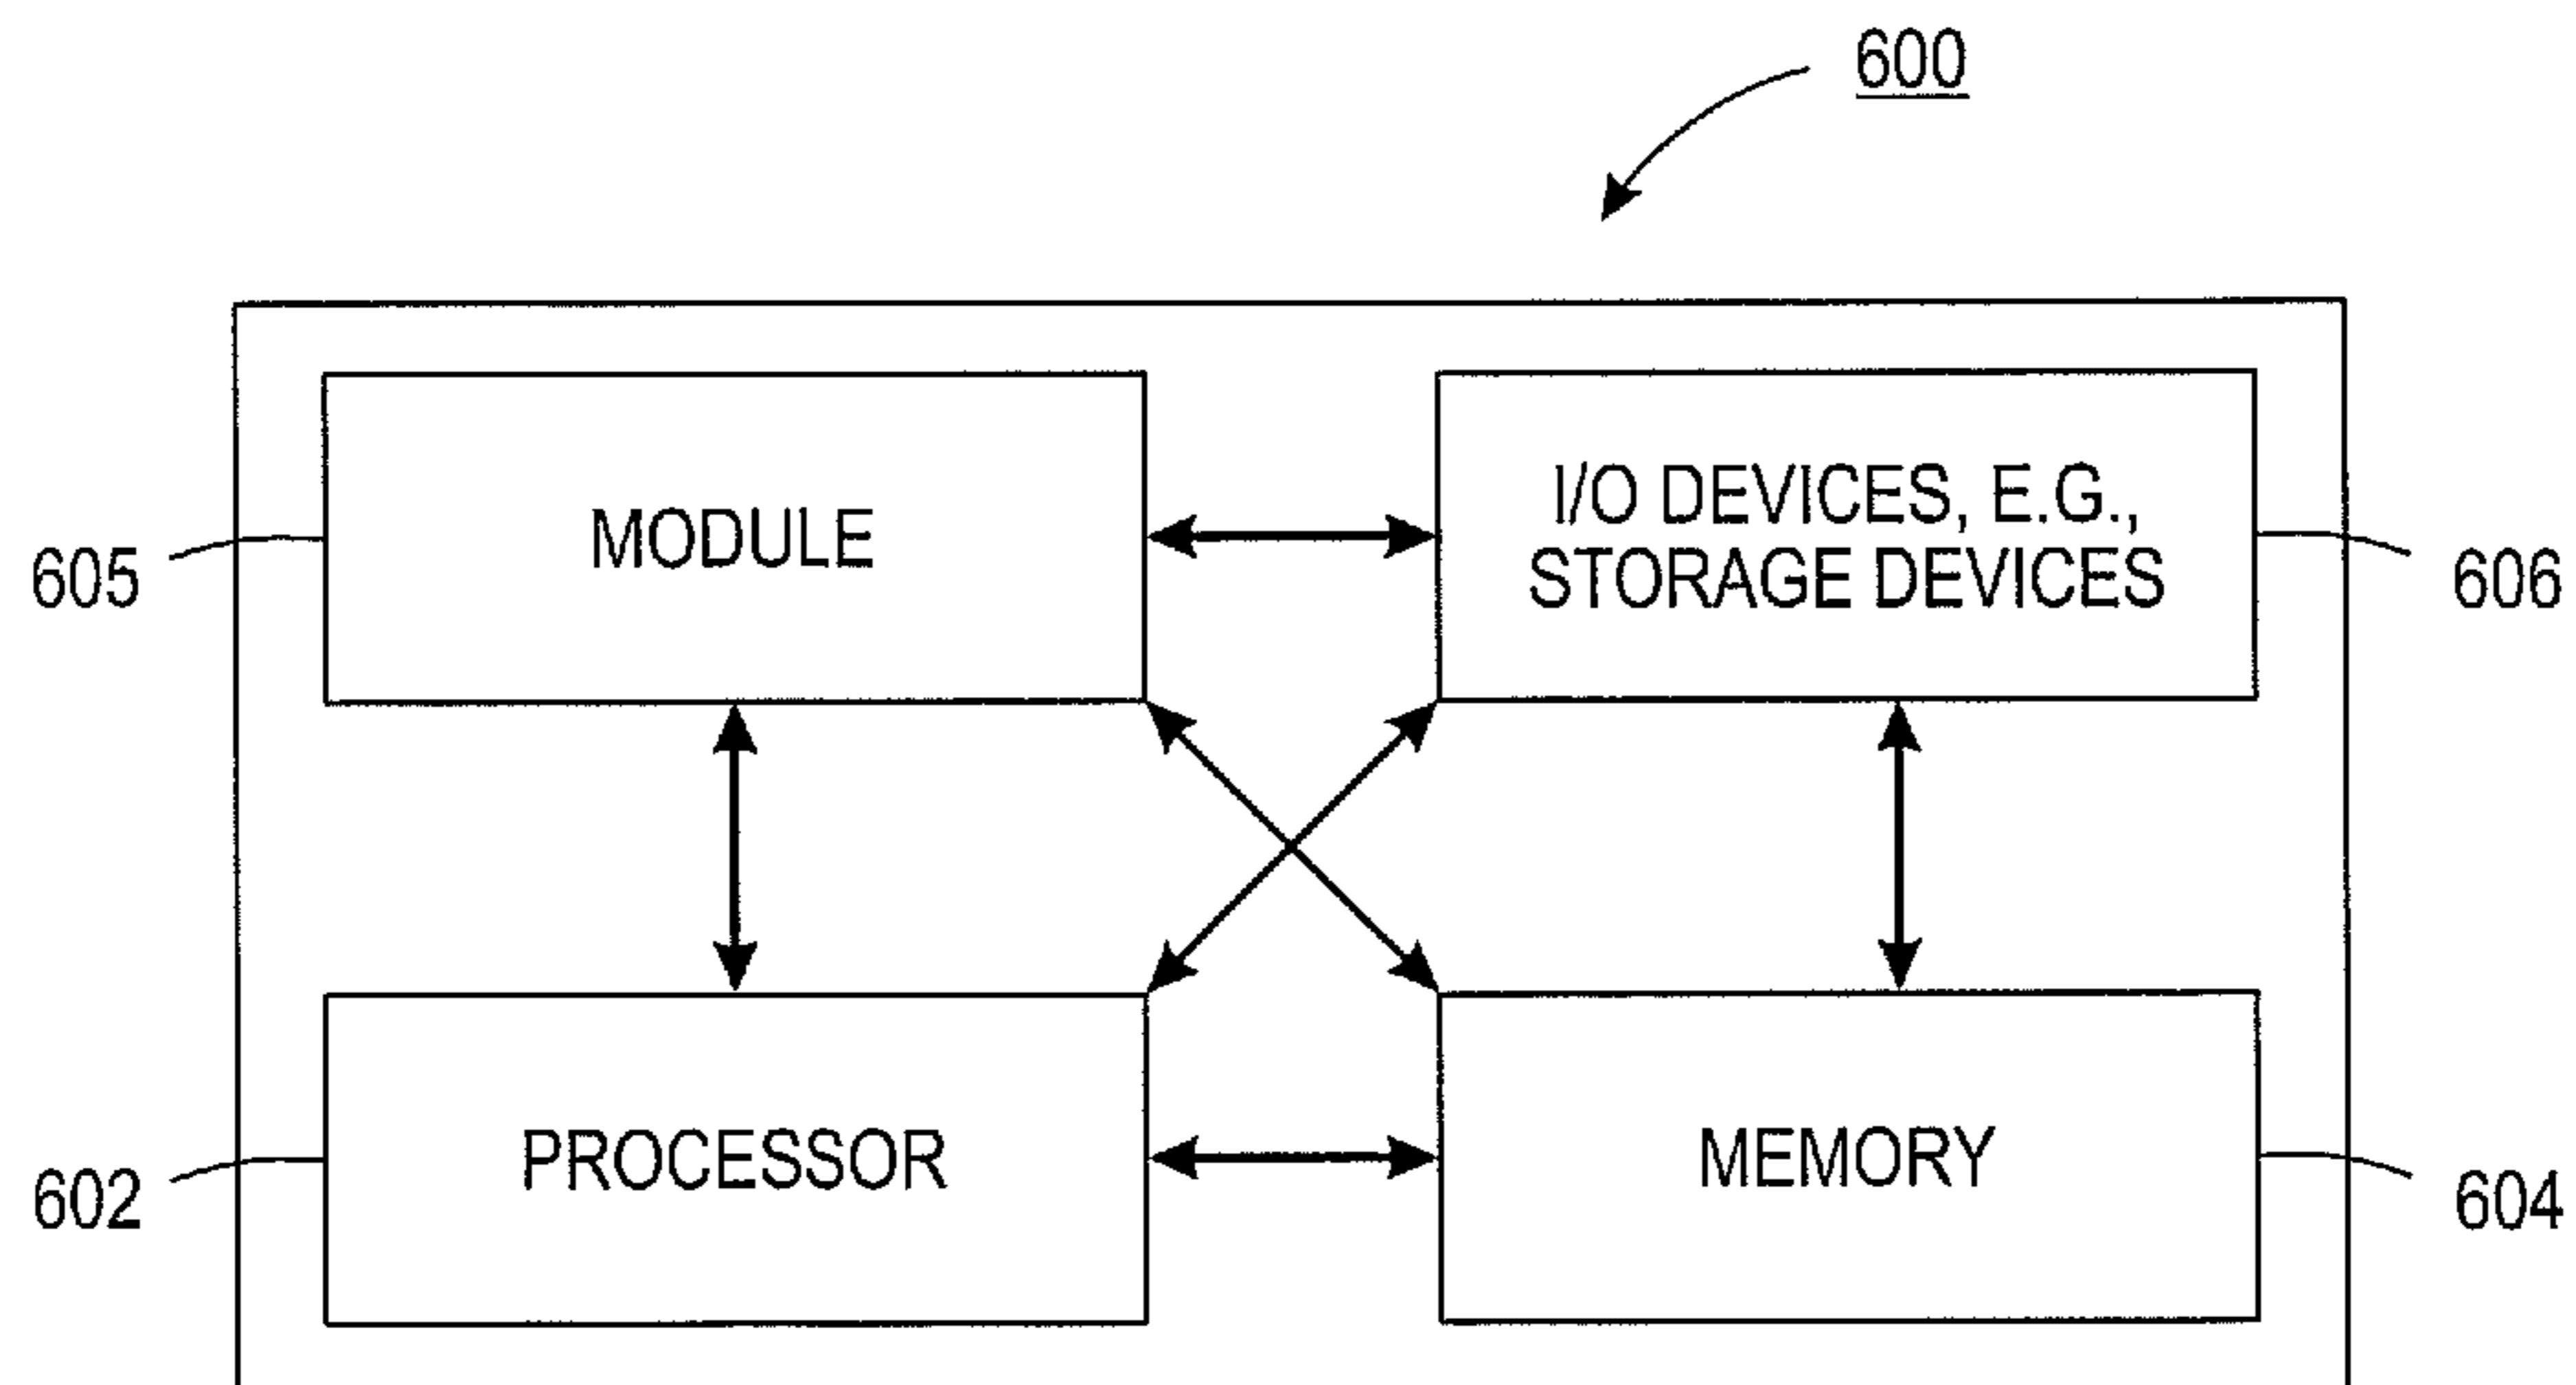 600
MODULE
I/O DEVICES, E.G.,
STORAGE DEVICES
605
606
PROCESSOR
MEMORY
602
604